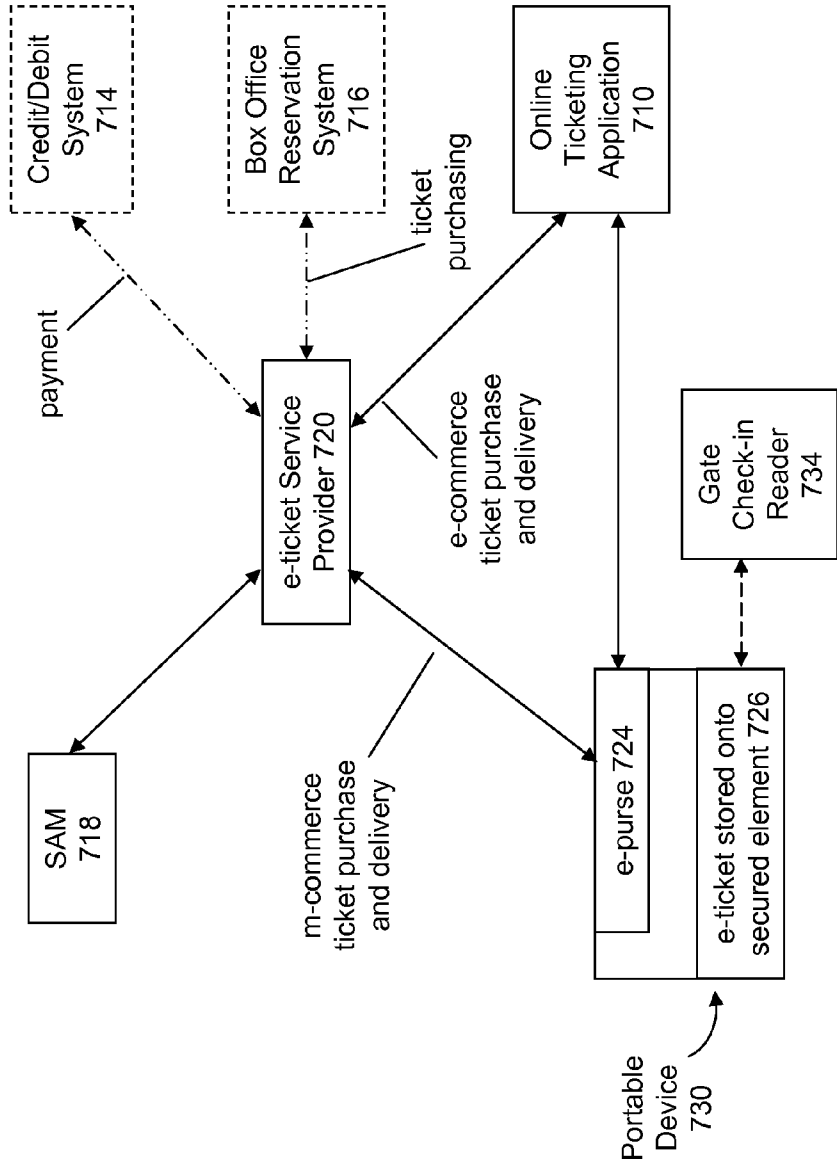 SAM
718
Credit/Debit
System
714
payment
Box Office
Reservation
System
716
ticket
purchasing
e-ticket Service
Provider 720
m-commerce
ticket purchase
and delivery
e-commerce
ticket purchase
and delivery
Online
Ticketing
Application
710
Portable
Device
730
e-purse 724
e-ticket stored onto
secured element 726
Gate
Check-in
Reader
734